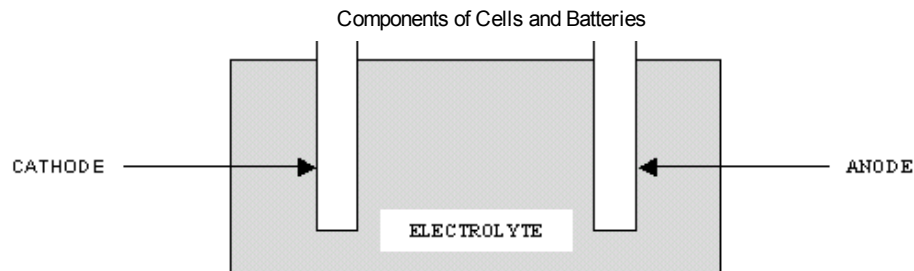 Components of Cells and Batteries
CATHODE
ANODE
ELECTROLYTE